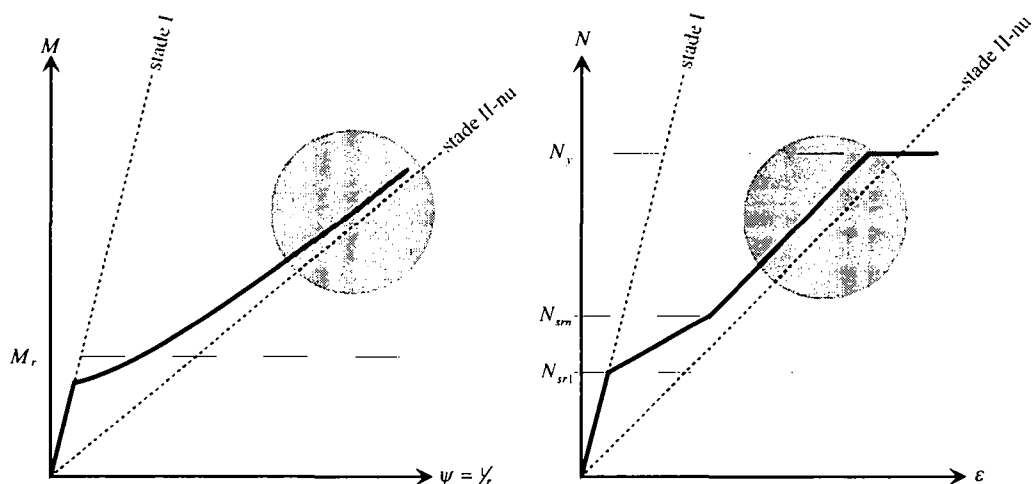 M
stade I
stade II-nu
M_r
ψ = 1/r
N
stade I
stade II-nu
N_y
N_srn
N_sr1
ε